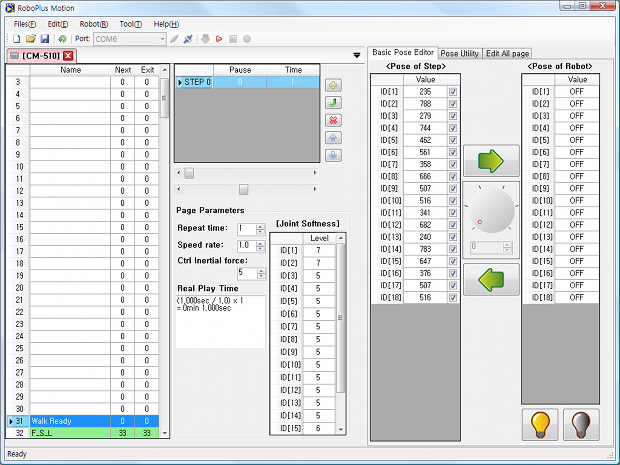 RoboPlus Motion
Files(F) Edit(E) Robot(R) Tool(T) Help(H)
Port: COM6
[CM-510]
Name Next Exit
3 0 0
4 0 0
5 0 0
6 0 0
7 0 0
8 0 0
9 0 0
10 0 0
11 0 0
12 0 0
13 0 0
14 0 0
15 0 0
16 0 0
17 0 0
18 0 0
19 0 0
20 0 0
21 0 0
22 0 0
23 0 0
24 0 0
25 0 0
26 0 0
27 0 0
28 0 0
29 0 0
30 0 0
31 Walk Ready 0 0
32 F_S_L 33 33
Pause Time
STEP 0 0 1
Page Parameters
Repeat time: 1
Speed rate: 1.0
Ctrl Inertial force:
5
Real Play Time
(1,000sec / 1,0) x 1
= 0min 1,000sec
[Joint Softness]
Level
ID[1] 7
ID[2] 7
ID[3] 5
ID[4] 5
ID[5] 5
ID[6] 5
ID[7] 5
ID[8] 5
ID[9] 5
ID[10] 5
ID[11] 5
ID[12] 5
ID[13] 5
ID[14] 5
ID[15] 6
Basic Pose Editor Pose Utility Edit All page
<Pose of Step>
Value
ID[1] 235
ID[2] 788
ID[3] 279
ID[4] 744
ID[5] 462
ID[6] 561
ID[7] 358
ID[8] 666
ID[9] 507
ID[10] 516
ID[11] 341
ID[12] 682
ID[13] 240
ID[14] 783
ID[15] 647
ID[16] 376
ID[17] 507
ID[18] 516
0
<Pose of Robot>
Value
ID[1] OFF
ID[2] OFF
ID[3] OFF
ID[4] OFF
ID[5] OFF
ID[6] OFF
ID[7] OFF
ID[8] OFF
ID[9] OFF
ID[10] OFF
ID[11] OFF
ID[12] OFF
ID[13] OFF
ID[14] OFF
ID[15] OFF
ID[16] OFF
ID[17] OFF
ID[18] OFF
Ready